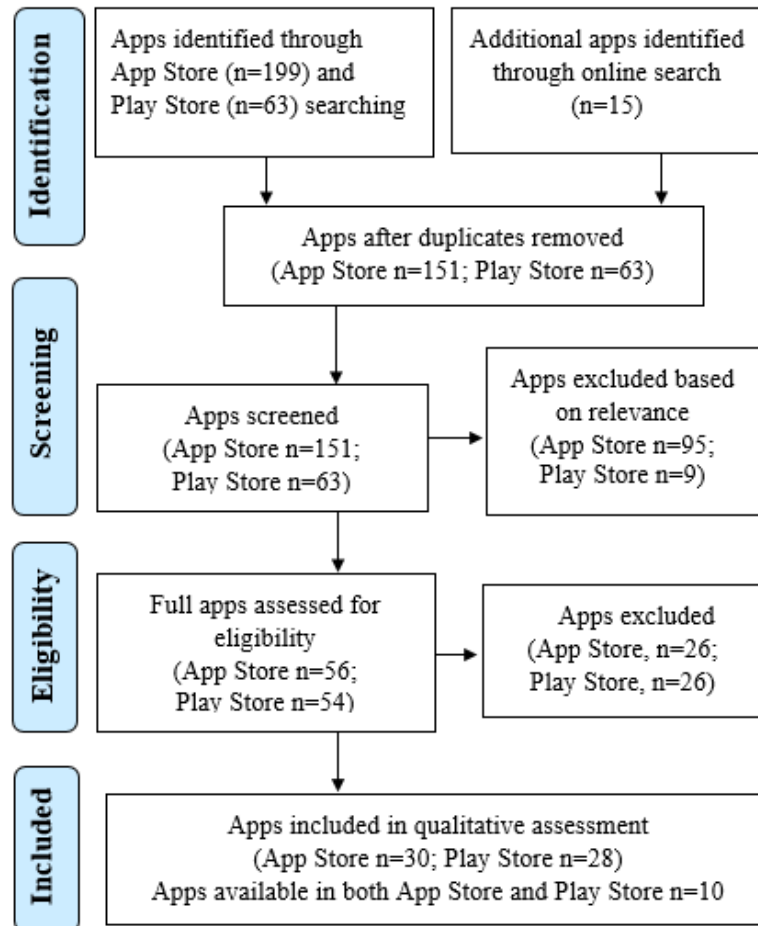 Identification
Apps identified through
App Store (n=199) and
Play Store (n=63) searching
Additional apps identified
through online search
(n=15)
Apps after duplicates removed
(App Store n=151; Play Store n=63)
Screening
Apps screened
(App Store n=151;
Play Store n=63)
Apps excluded based
on relevance
(App Store n=95;
Play Store n=9)
Eligibility
Full apps assessed for
eligibility
(App Store n=56;
Play Store n=54)
Apps excluded
(App Store, n=26;
Play Store, n=26)
Included
Apps included in qualitative assessment
(App Store n=30; Play Store n=28)
Apps available in both App Store and Play Store n=10